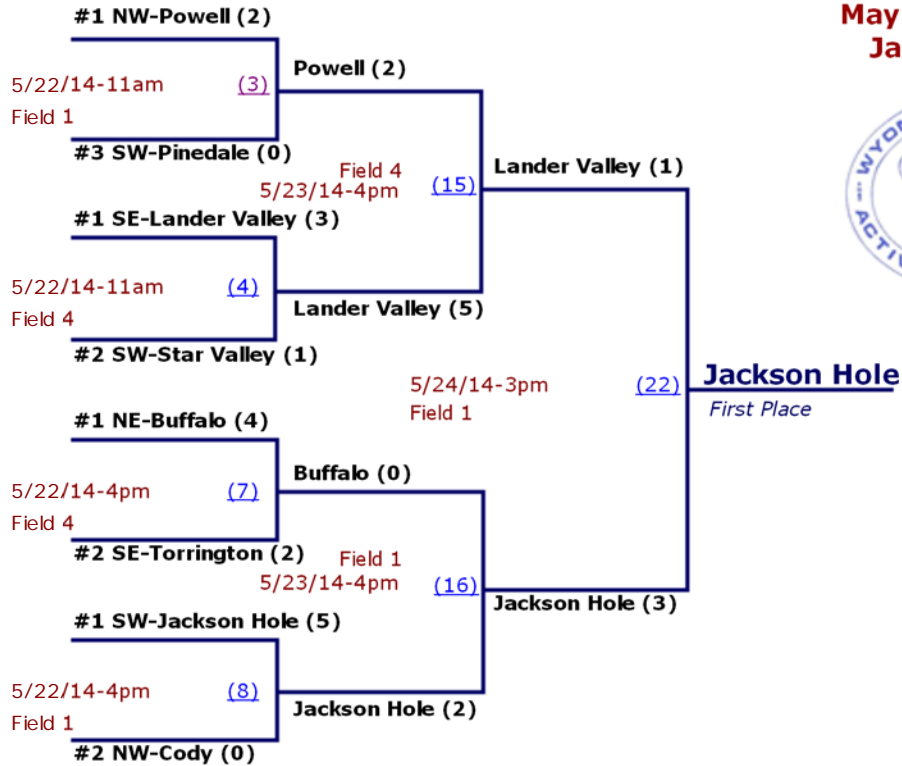 #1 NW-Powell (2)
May
Ja
5/22/14-11am
(3)
Powell (2)
Field 1
#3 SW-Pinedale (0)
Field 4
5/23/14-4pm
(15)
Lander Valley (1)
#1 SE-Lander Valley (3)
5/22/14-11am
(4)
Field 4
Lander Valley (5)
#2 SW-Star Valley (1)
5/24/14-3pm
Field 1
(22)
Jackson Hole
First Place
#1 NE-Buffalo (4)
Buffalo (0)
5/22/14-4pm
(7)
Field 4
#2 SE-Torrington (2)
Field 1
5/23/14-4pm
(16)
Jackson Hole (3)
#1 SW-Jackson Hole (5)
5/22/14-4pm
(8)
Field 1
Jackson Hole (2)
#2 NW-Cody (0)